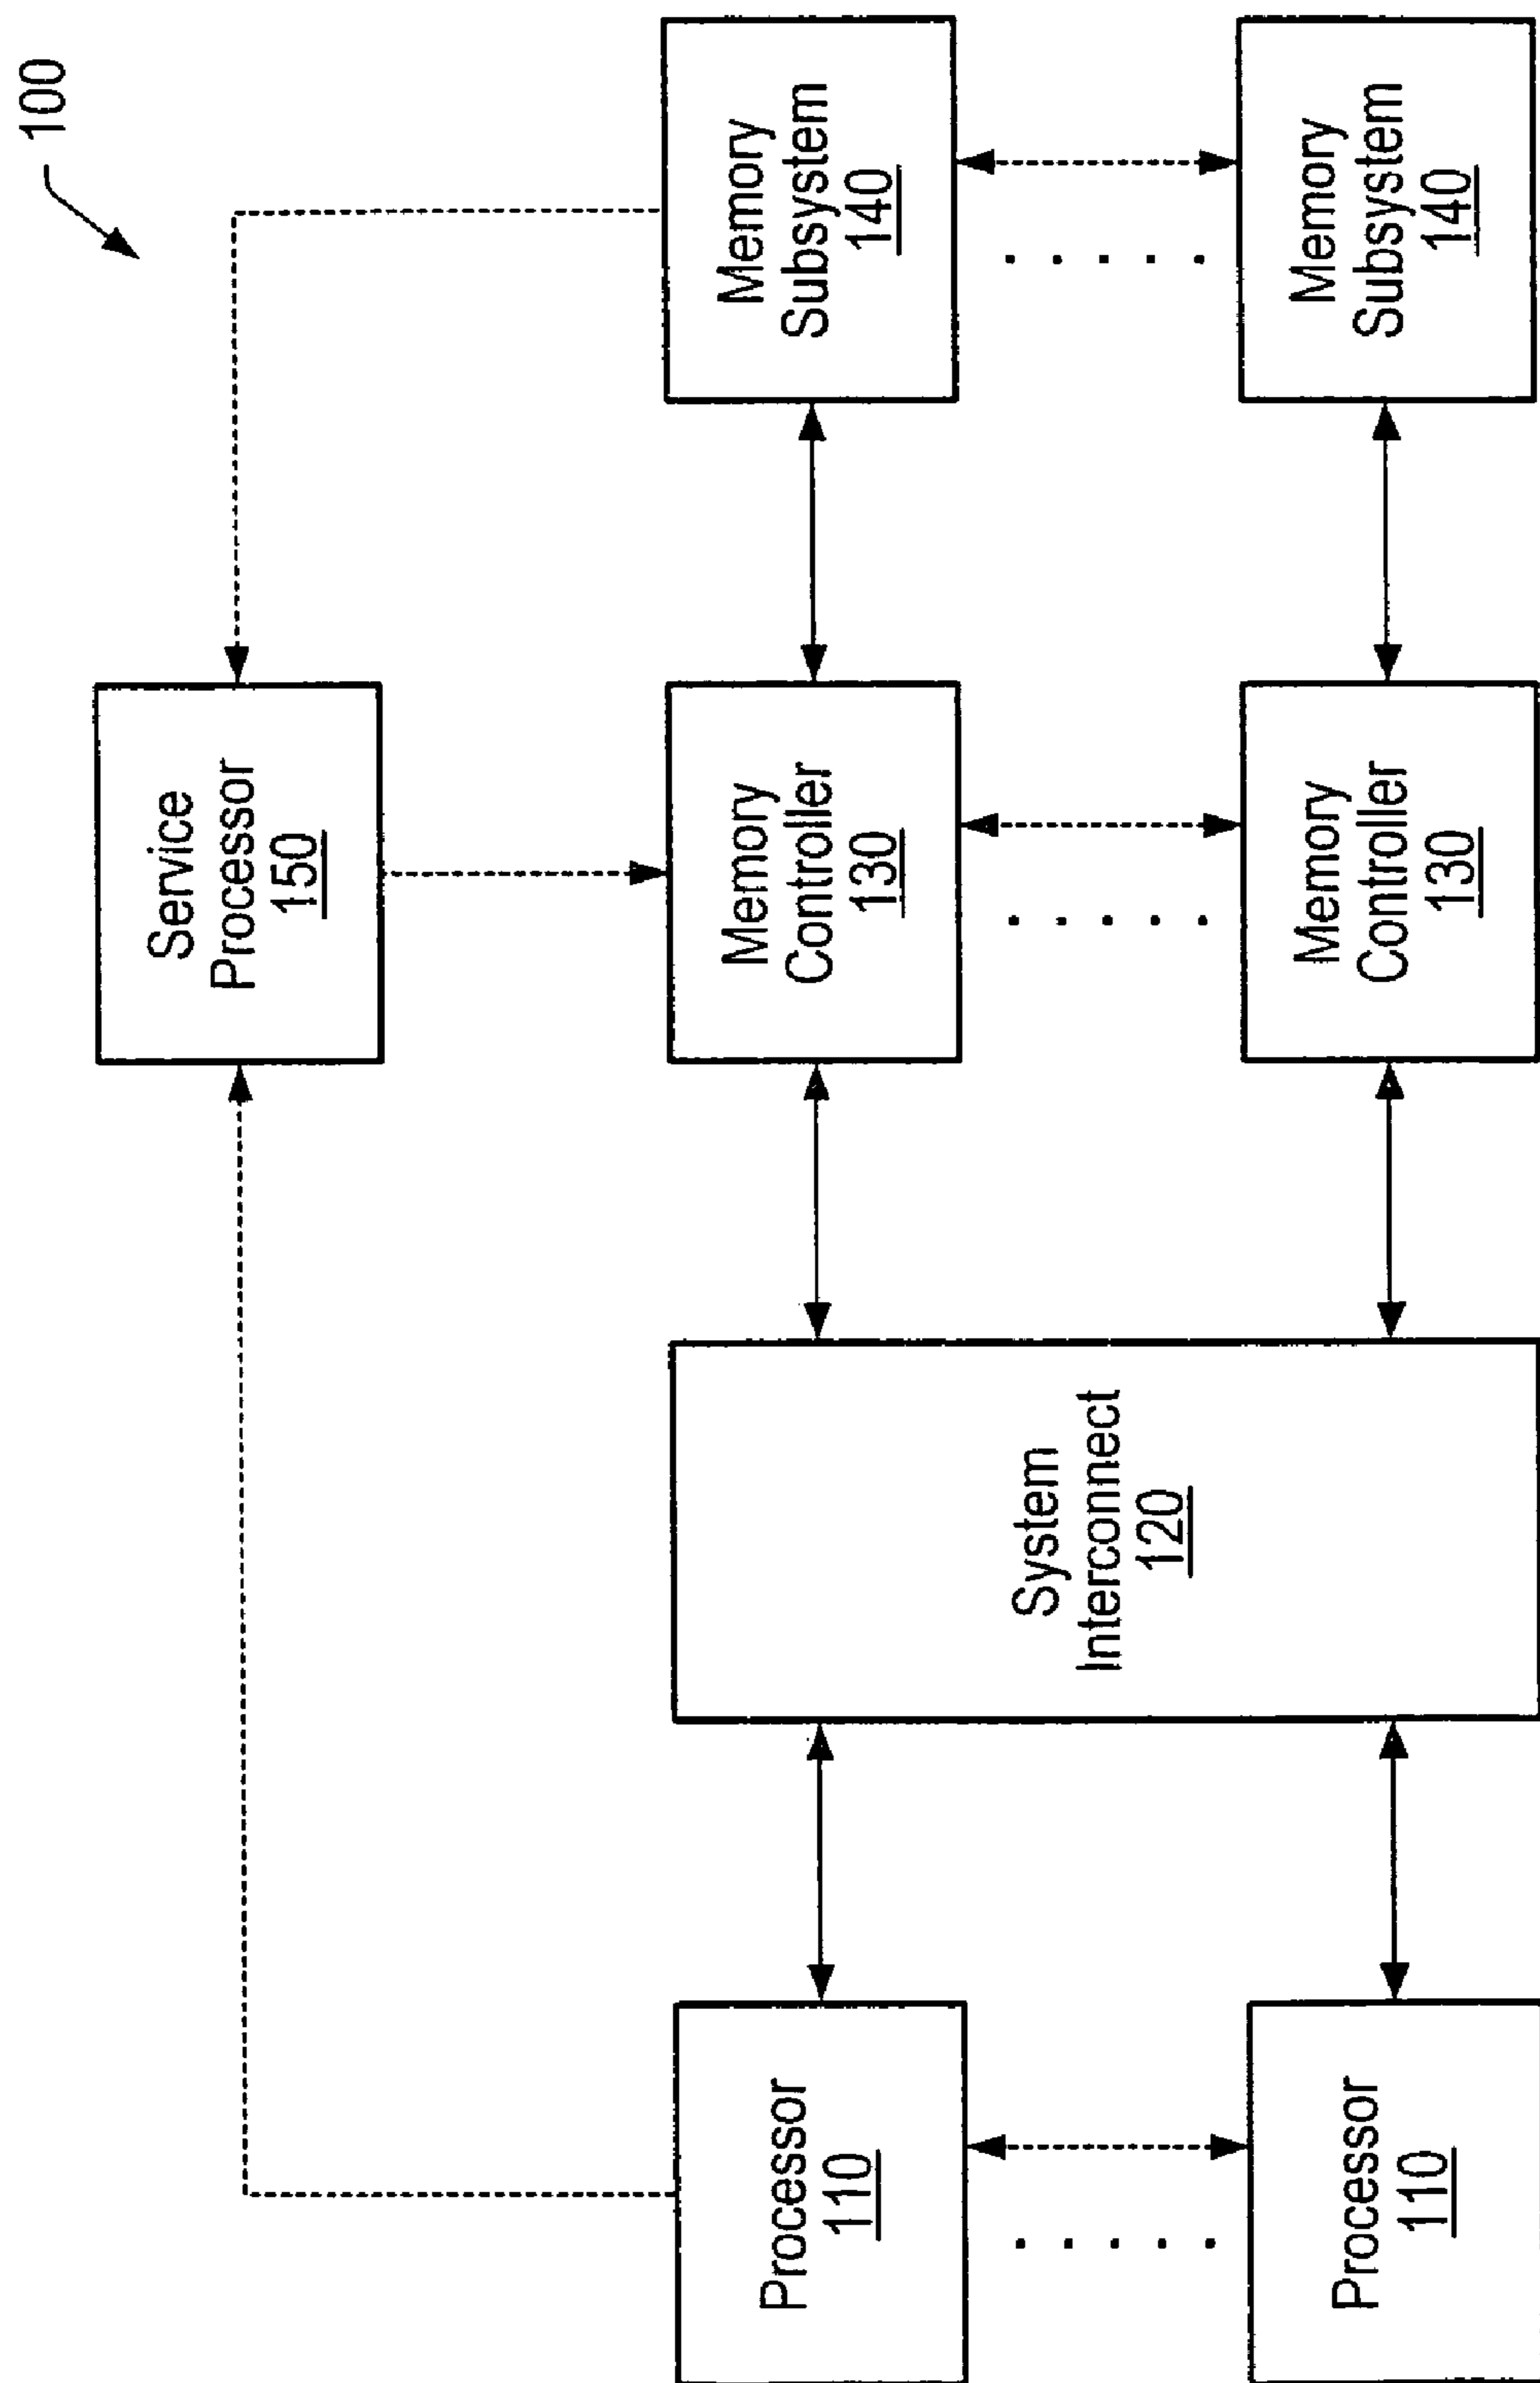 100
Service
Processor
150
Processor
110
System
Interconnect
120
Memory
Controller
130
Memory
Subsystem
140
Processor
110
Memory
Controller
130
Memory
Subsystem
140